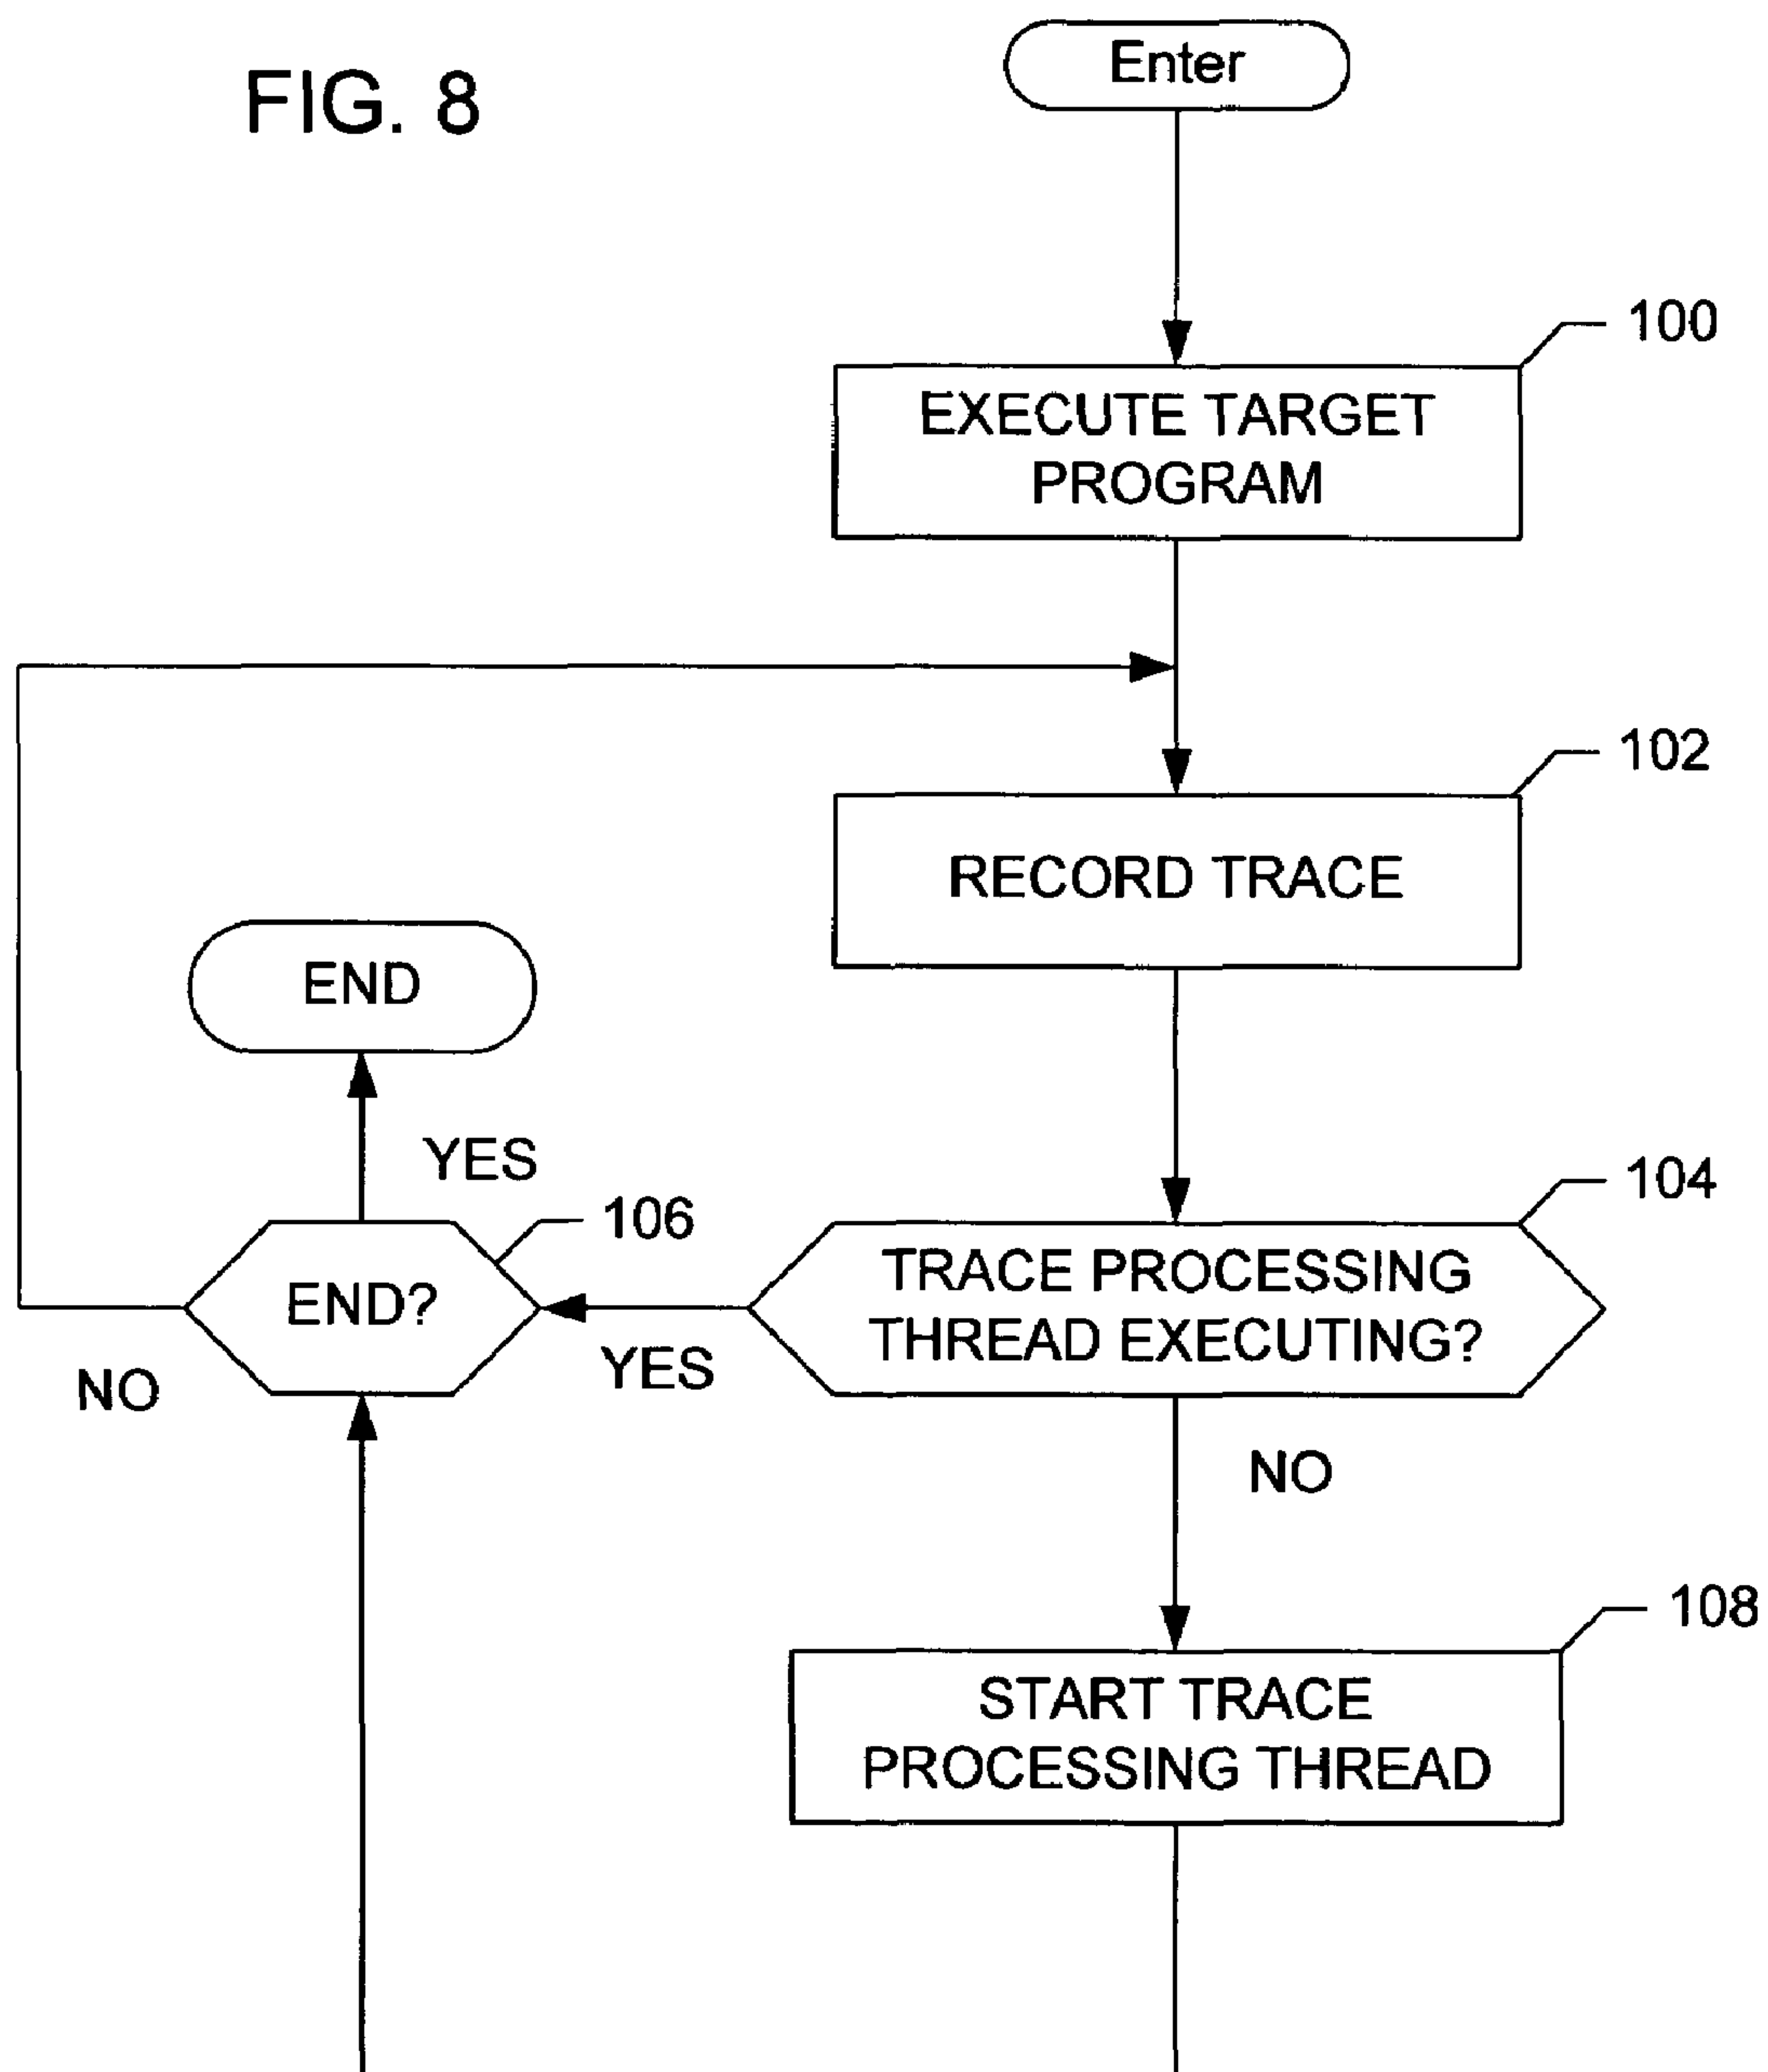 FIG. 8
Enter
100
EXECUTE TARGET
PROGRAM
102
RECORD TRACE
END
YES
104
106
TRACE PROCESSING
THREAD EXECUTING?
END?
YES
NO
NO
108
START TRACE
PROCESSING THREAD